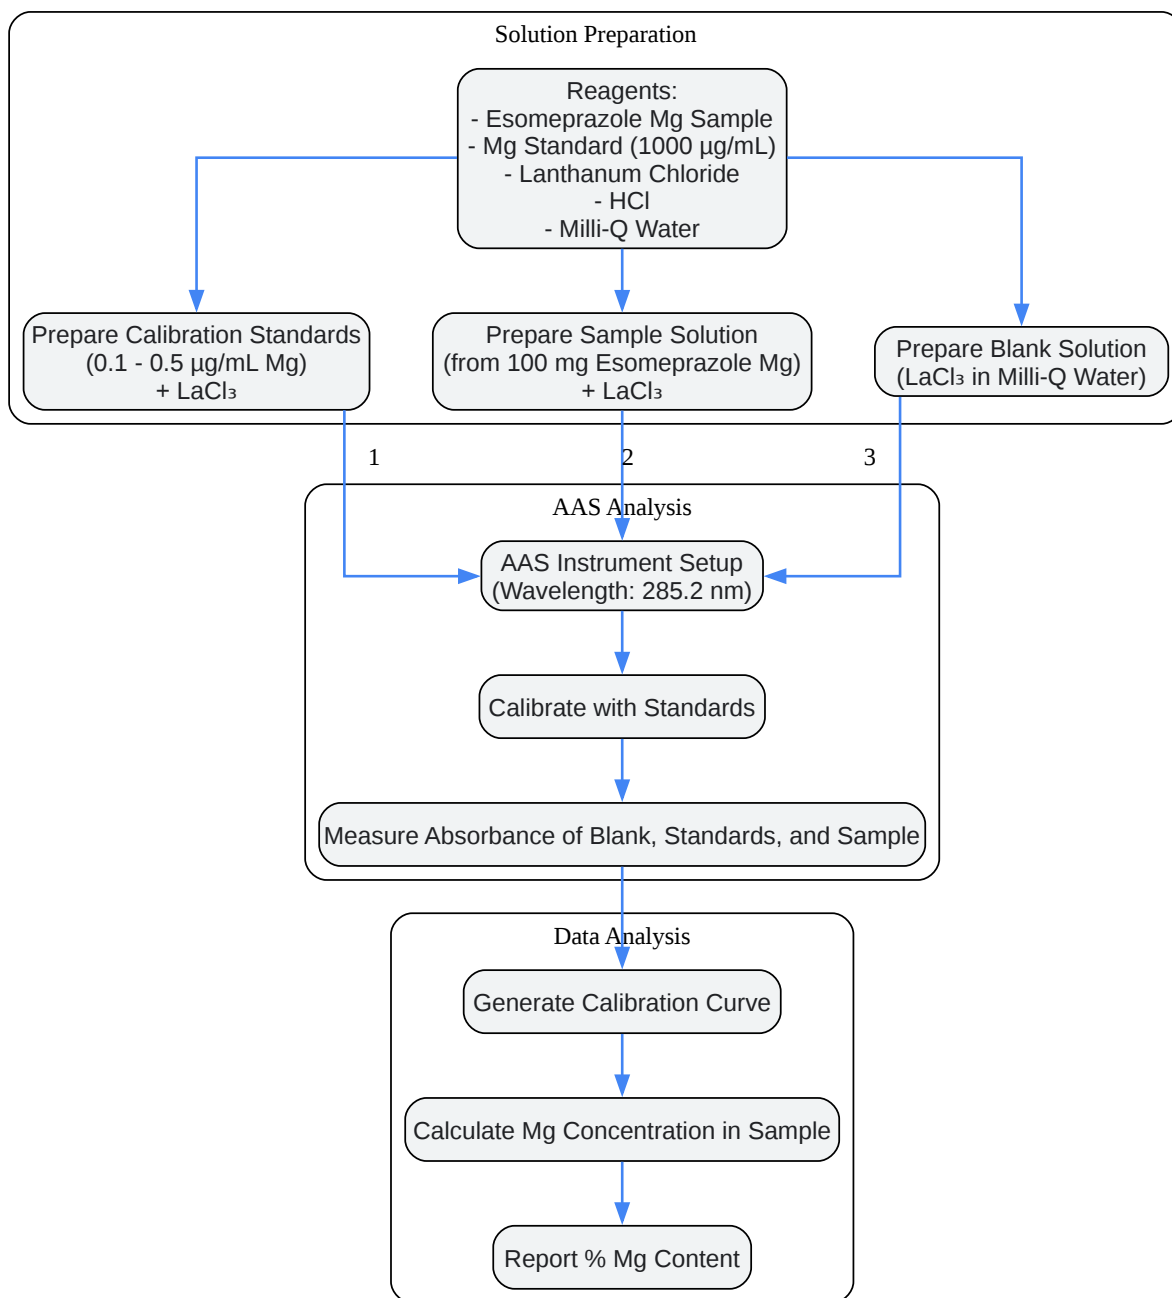 Solution Preparation
Reagents:
- Esomeprazole Mg Sample
- Mg Standard (1000 µg/mL)
- Lanthanum Chloride
- HCl
- Milli-Q Water
Prepare Calibration Standards
(0.1 - 0.5 µg/mL Mg)
+ LaCl₃
Prepare Sample Solution
(from 100 mg Esomeprazole Mg)
+ LaCl₃
Prepare Blank Solution
(LaCl₃ in Milli-Q Water)
1
2
3
AAS Analysis
AAS Instrument Setup
(Wavelength: 285.2 nm)
Calibrate with Standards
Measure Absorbance of Blank, Standards, and Sample
Data Analysis
Generate Calibration Curve
Calculate Mg Concentration in Sample
Report % Mg Content